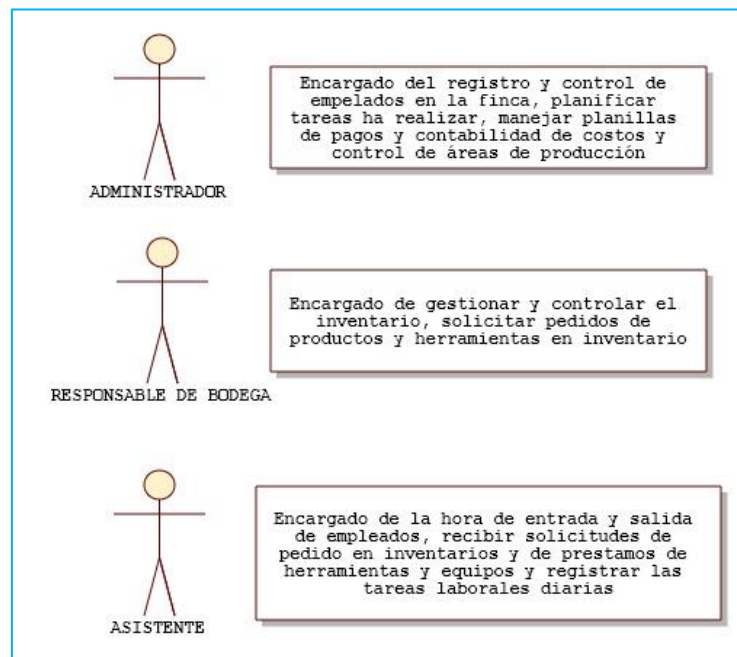 Encargado del registro y control de
empelados en la finca, planificar
tareas ha realizar, manejar planillas
de pagos y contabilidad de costos y
control de áreas de producción
ADMINISTRADOR
Encargado de gestionar y controlar el
inventario, solicitar pedidos de
productos y herramientas en inventario
RESPONSABLE DE BODEGA
Encargado de la hora de entrada y salida
de empleados, recibir solicitudes de
pedido en inventarios y de prestamos de
herramientas y equipos y registrar las
tareas laborales diarias
ASISTENTE